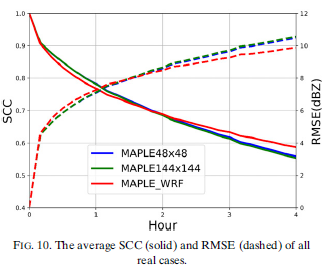 1.0
0.9
0.8
0.7
0.6
0.5
0.4
SCC
12
10
8
6
4
2
0
RMSE(dBZ)
MAPLE48x48
MAPLE144x144
MAPLE_WRF
0 1 2 3 4
Hour
FIG. 10. The average SCC (solid) and RMSE (dashed) of all
real cases.